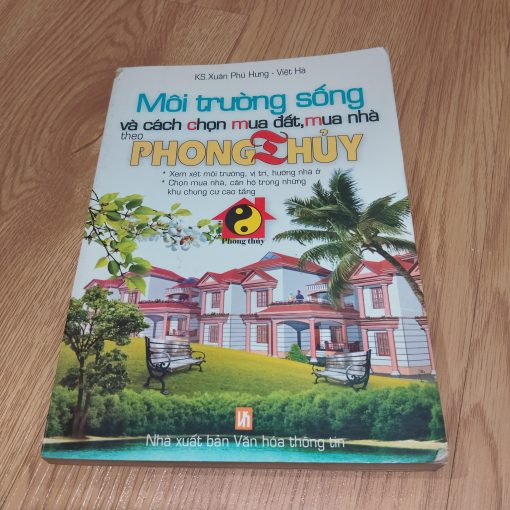 KS.Xuân Phú Hưng - Việt Hà
Môi trường sống
và cách chọn mua đất, mua nhà
theo
PHONG THỦY
* Xem xét môi trường, vị trí, hướng nhà ở
* Chọn mua nhà, căn hộ trong những
khu chung cư cao tầng
Phong thủy
Nhà xuất bản Văn hóa thông tin